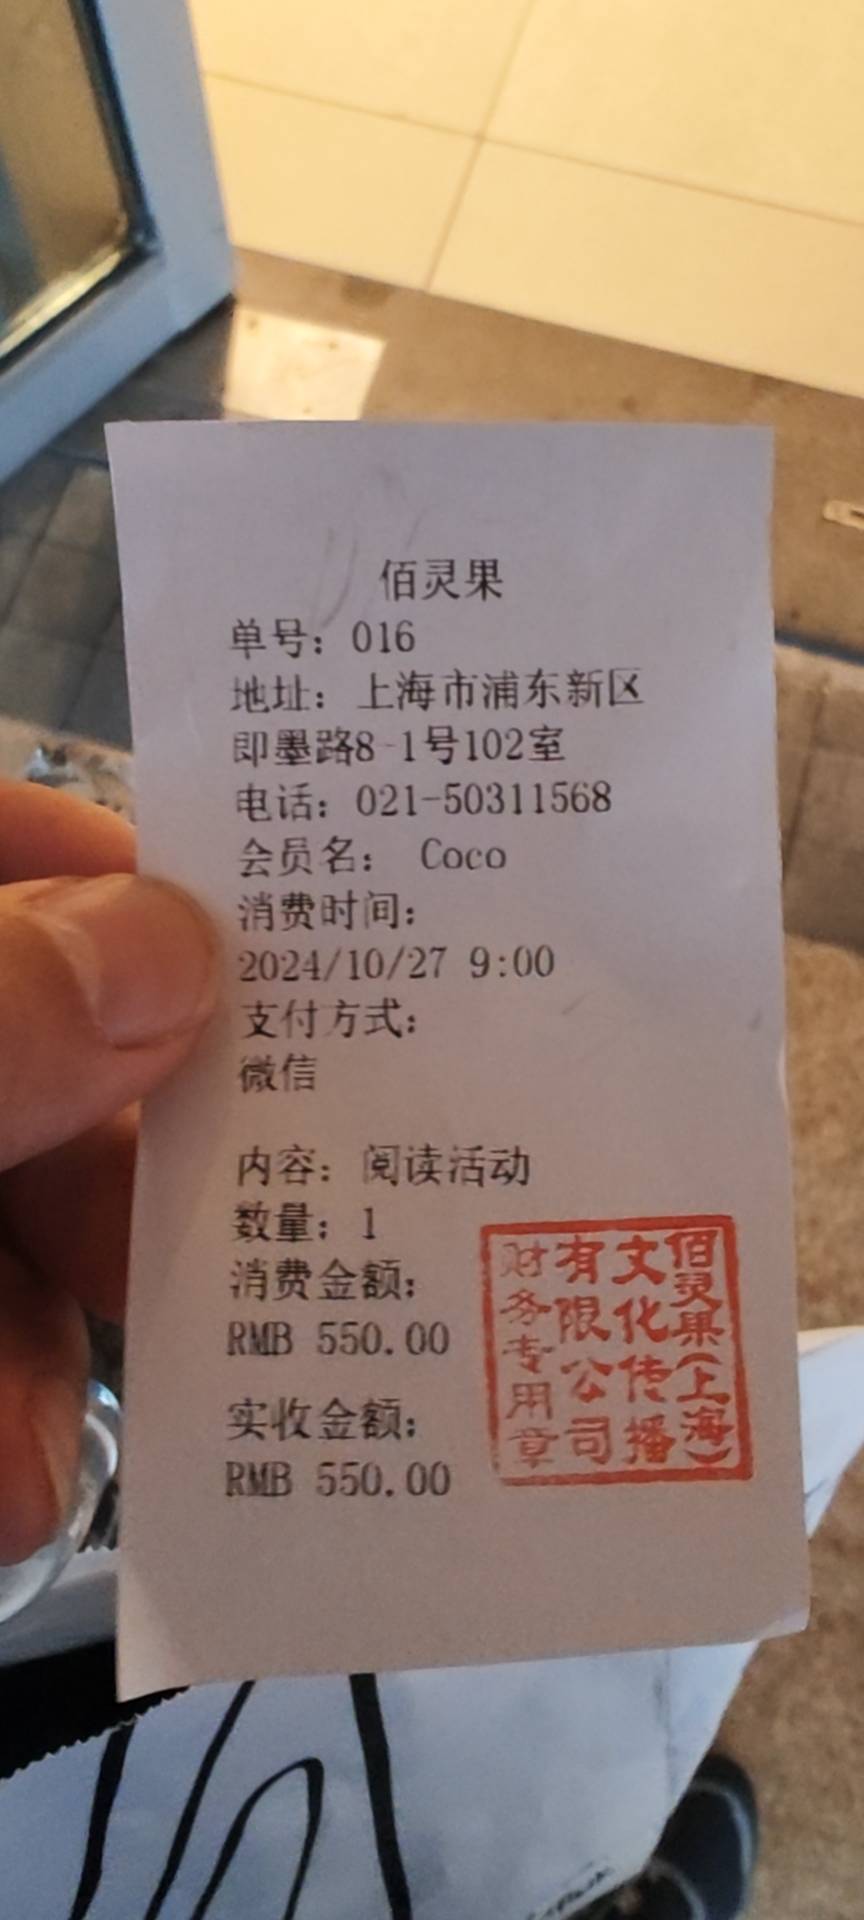 佰灵果
单号：016
地址：上海市浦东新区
即墨路8-1号102室
电话：021-50311568
会员名： Coco
消费时间：
2024/10/27 9:00
支付方式：
微信
内容：阅读活动
数量：1
消费金额：
RMB 550.00
实收金额：
RMB 550.00
佰灵果(上海)
文化传播
有限公司
财务专用章